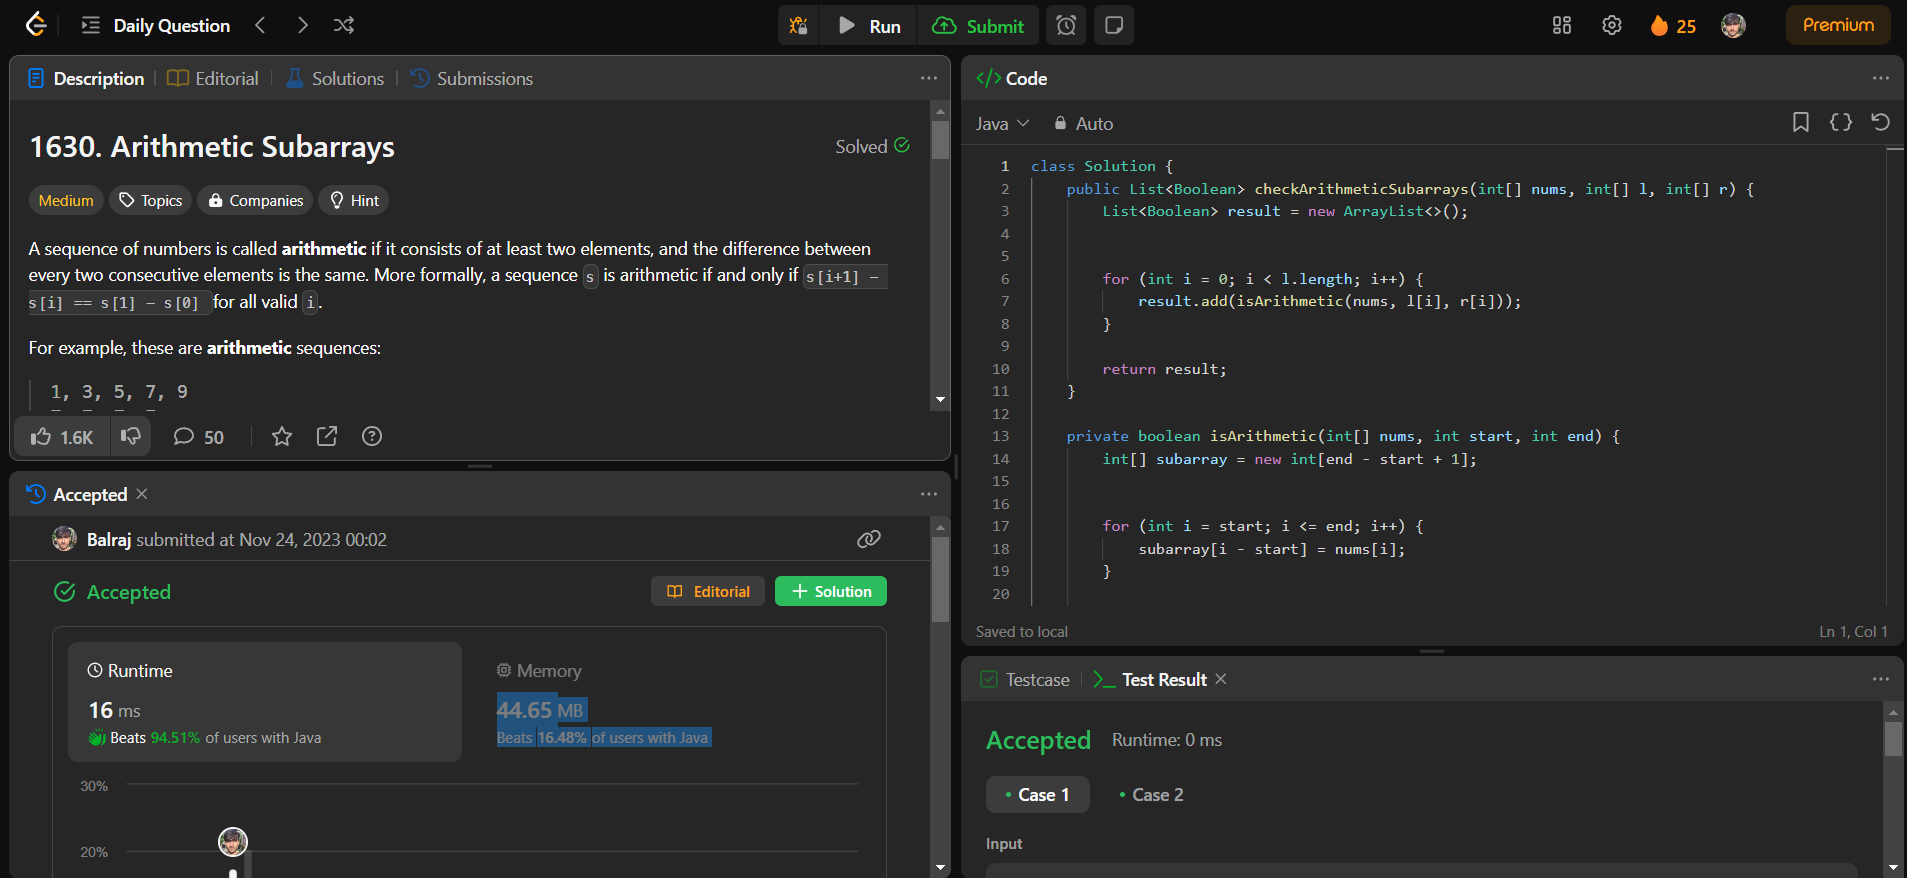 Daily Question
Run
Submit
25
Premium
Description
Editorial
Solutions
Submissions
1630. Arithmetic Subarrays
Solved
Medium
Topics
Companies
Hint
A sequence of numbers is called arithmetic if it consists of at least two elements, and the difference between
every two consecutive elements is the same. More formally, a sequence s is arithmetic if and only if s[i+1] -
s[i] == s[1] - s[0] for all valid i.
For example, these are arithmetic sequences:
1, 3, 5, 7, 9
1.6K
50
Accepted
Balraj submitted at Nov 24, 2023 00:02
Accepted
Editorial
Solution
Runtime
16 ms
Beats 94.51% of users with Java
Memory
44.65 MB
Beats 16.48% of users with Java
30%
20%
</> Code
Java
Auto
1 class Solution {
2 public List<Boolean> checkArithmeticSubarrays(int[] nums, int[] l, int[] r) {
3 List<Boolean> result = new ArrayList<>();
4
5
6 for (int i = 0; i < l.length; i++) {
7 result.add(isArithmetic(nums, l[i], r[i]));
8 }
9
10 return result;
11 }
12
13 private boolean isArithmetic(int[] nums, int start, int end) {
14 int[] subarray = new int[end - start + 1];
15
16
17 for (int i = start; i <= end; i++) {
18 subarray[i - start] = nums[i];
19 }
20
Saved to local
Ln 1, Col 1
Testcase
Test Result
Accepted
Runtime: 0 ms
Case 1
Case 2
Input